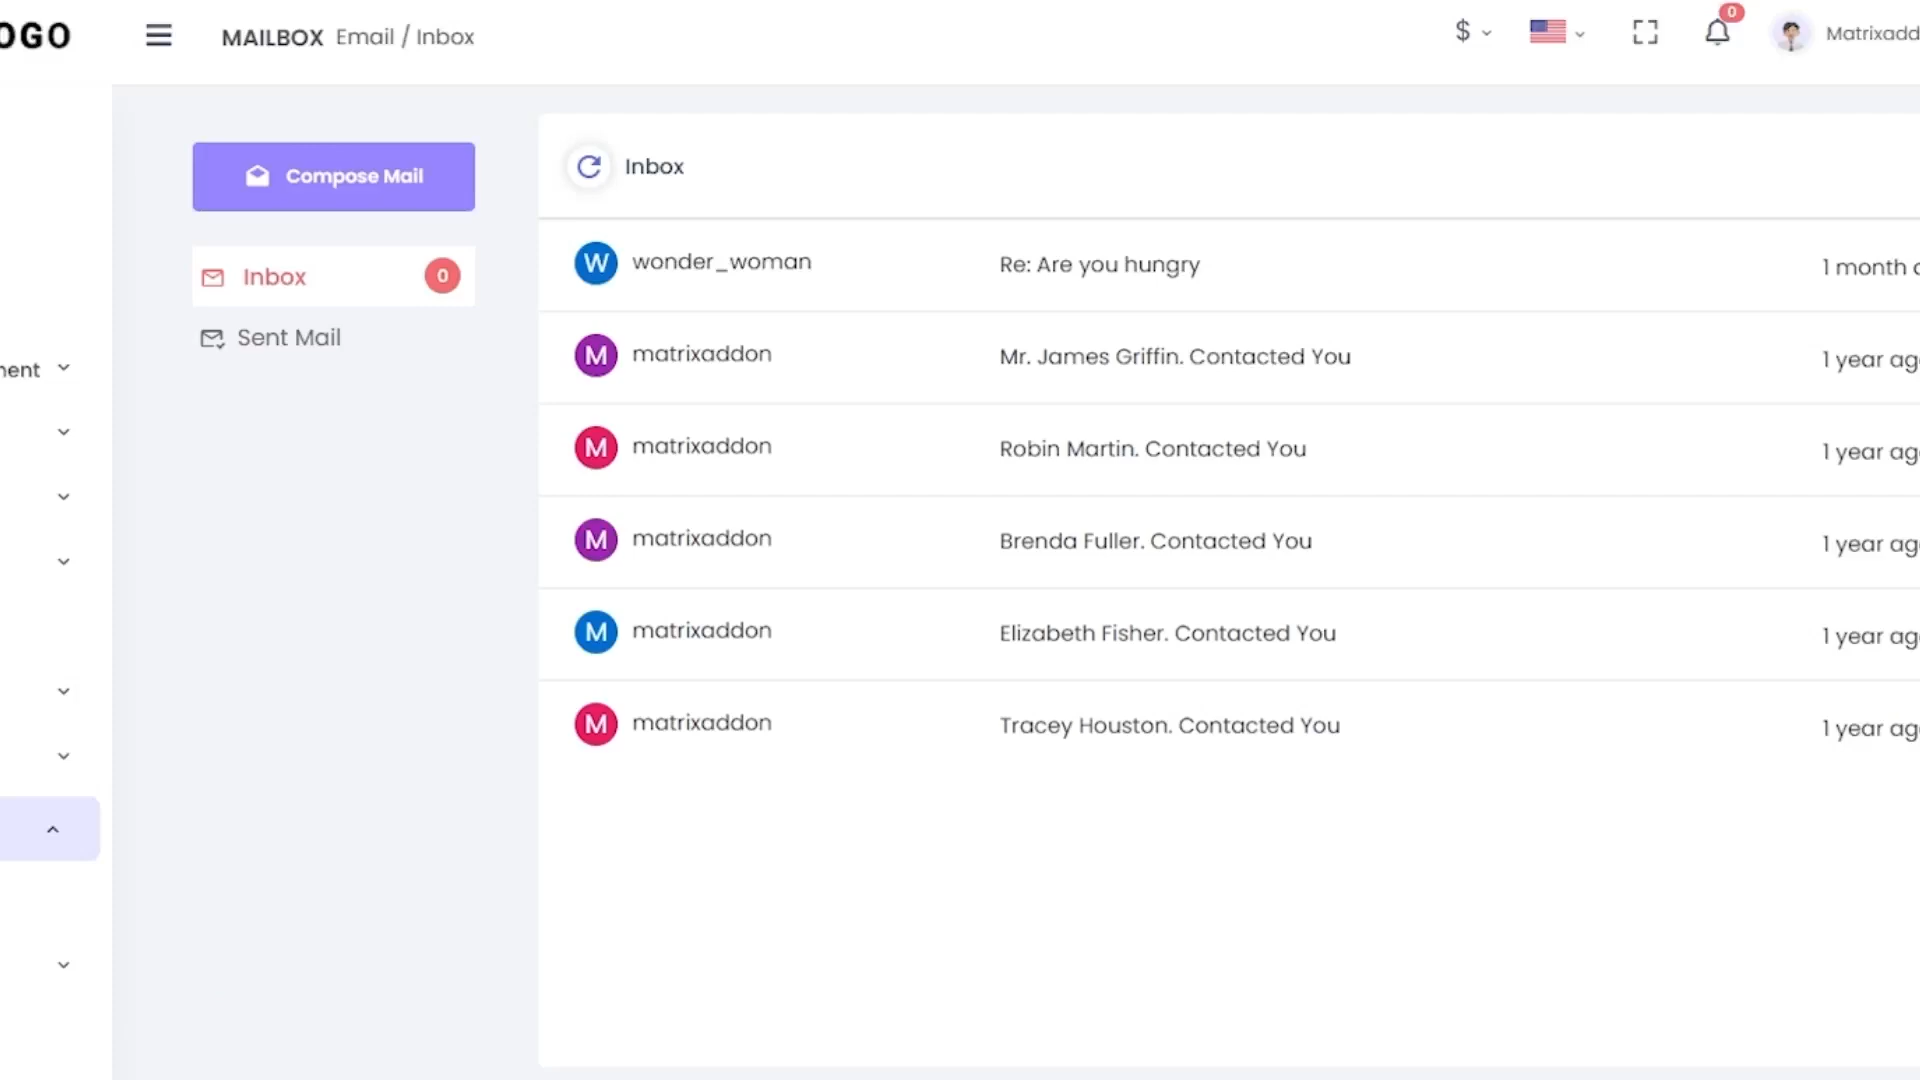 OGO
MAILBOX Email / Inbox
$
0
Matrixadd
Compose Mail
Inbox 0
Sent Mail
Inbox
W wonder_woman Re: Are you hungry 1 month a
M matrixaddon Mr. James Griffin. Contacted You 1 year ag
M matrixaddon Robin Martin. Contacted You 1 year ag
M matrixaddon Brenda Fuller. Contacted You 1 year ag
M matrixaddon Elizabeth Fisher. Contacted You 1 year ag
M matrixaddon Tracey Houston. Contacted You 1 year ag
nent